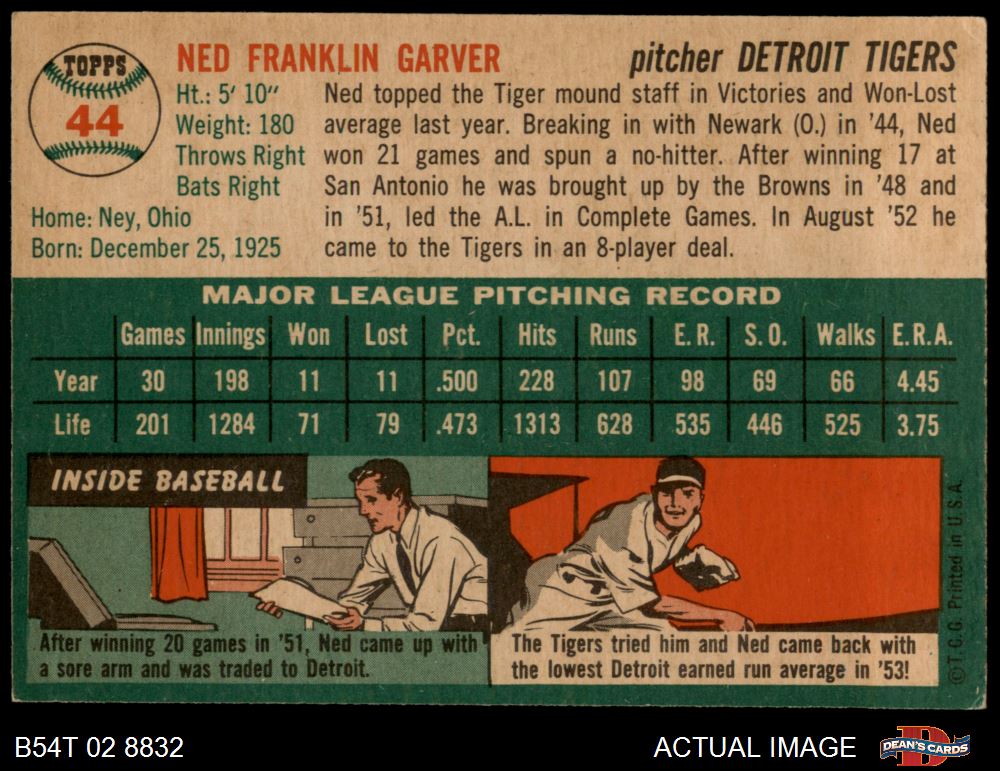 TOPPS
44
NED FRANKLIN GARVER
pitcher DETROIT TIGERS
Ht.: 5' 10"
Weight: 180
Throws Right
Bats Right
Home: Ney, Ohio
Born: December 25, 1925
Ned topped the Tiger mound staff in Victories and Won-Lost
average last year. Breaking in with Newark (O.) in '44, Ned
won 21 games and spun a no-hitter. After winning 17 at
San Antonio he was brought up by the Browns in '48 and
in '51, led the A.L. in Complete Games. In August '52 he
came to the Tigers in an 8-player deal.
MAJOR LEAGUE PITCHING RECORD
Games Innings Won Lost Pct. Hits Runs E.R. S.O. Walks E.R.A.
Year 30 198 11 11 .500 228 107 98 69 66 4.45
Life 201 1284 71 79 .473 1313 628 535 446 525 3.75
INSIDE BASEBALL
After winning 20 games in '51, Ned came up with
a sore arm and was traded to Detroit.
The Tigers tried him and Ned came back with
the lowest Detroit earned run average in '53!
©T.C.G. Printed in U.S.A.
B54T 02 8832
ACTUAL IMAGE
DEAN'S CARDS